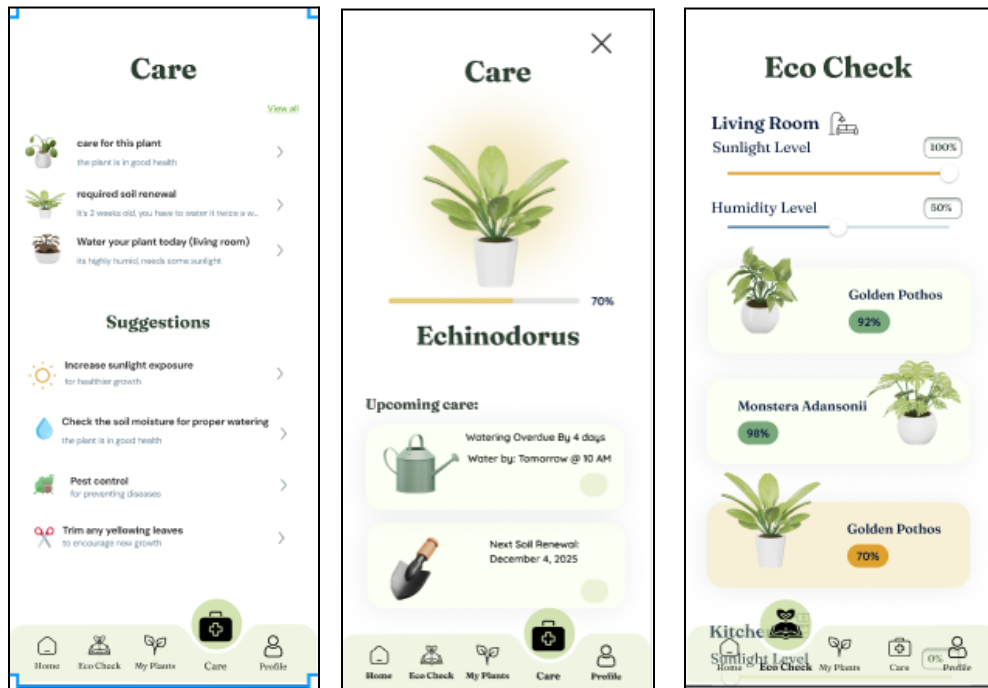 Care
View all
care for this plant
the plant is in good health
required soil renewal
It's 2 weeks old, you have to water it twice a w...
Water your plant today (living room)
its highly humid, needs some sunlight
Suggestions
Increase sunlight exposure
for healthier growth
Check the soil moisture for proper watering
the plant is in good health
Pest control
for preventing diseases
Trim any yellowing leaves
to encourage new growth
Home Eco Check My Plants Care Profile
Care
70%
Echinodorus
Upcoming care:
Watering Overdue By 4 days
Water by: Tomorrow @ 10 AM
Next Soil Renewal:
December 4, 2025
Home Eco Check My Plants Care Profile
Eco Check
Living Room
Sunlight Level 100%
Humidity Level 50%
Golden Pothos
92%
Monstera Adansonii
98%
Golden Pothos
70%
Kitche
Sunlight Level 0%
Home Eco Check My Plants Care Profile